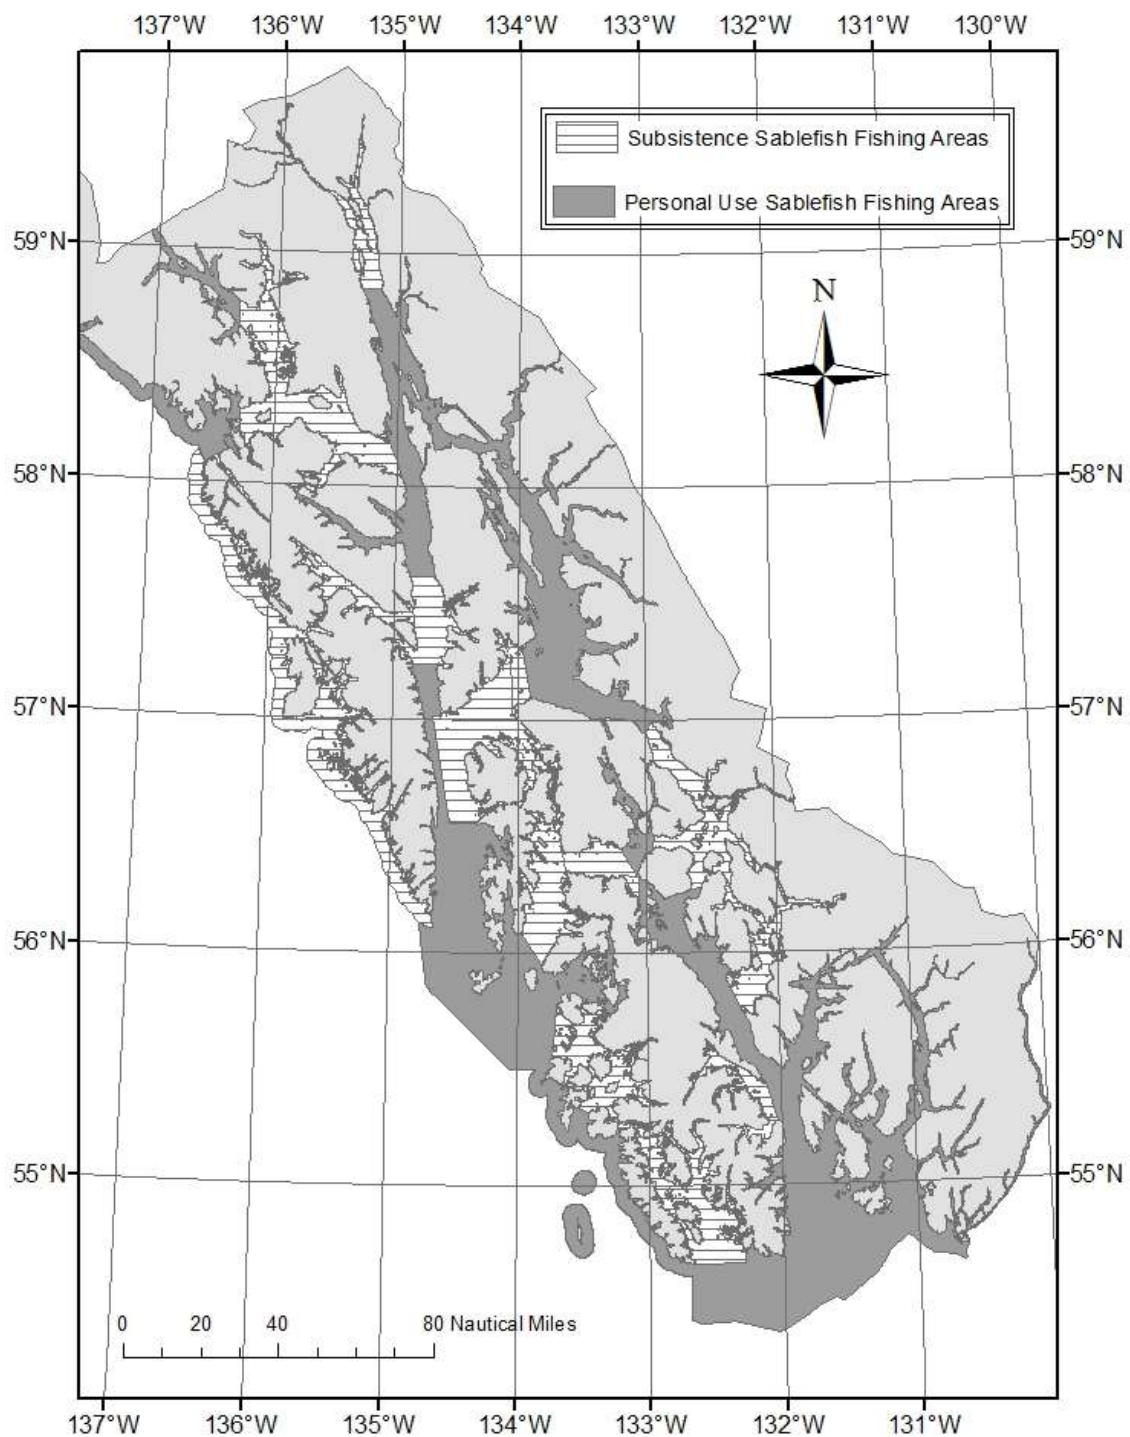 137°W 136°W 135°W 134°W 133°W 132°W 131°W 130°W
Subsistence Sablefish Fishing Areas
Personal Use Sablefish Fishing Areas
59°N 59°N
N
58°N 58°N
57°N 57°N
56°N 56°N
55°N 55°N
0 20 40 80 Nautical Miles
137°W 136°W 135°W 134°W 133°W 132°W 131°W